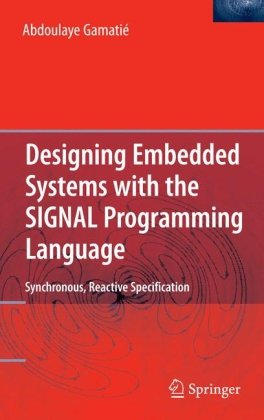 Abdoulaye Gamatié
Designing Embedded
Systems with the
SIGNAL Programming
Language
Synchronous, Reactive Specification
Springer